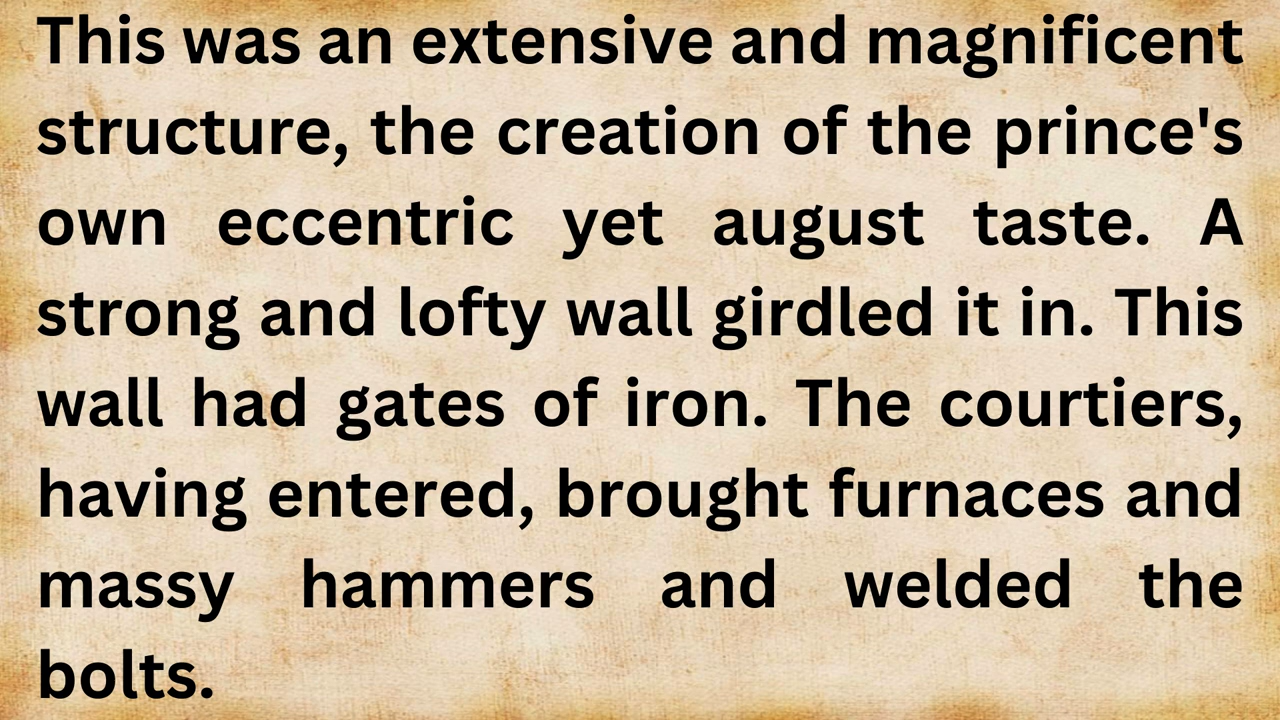 This was an extensive and magnificent
structure, the creation of the prince's
own eccentric yet august taste. A
strong and lofty wall girdled it in. This
wall had gates of iron. The courtiers,
having entered, brought furnaces and
massy hammers and welded the
bolts.